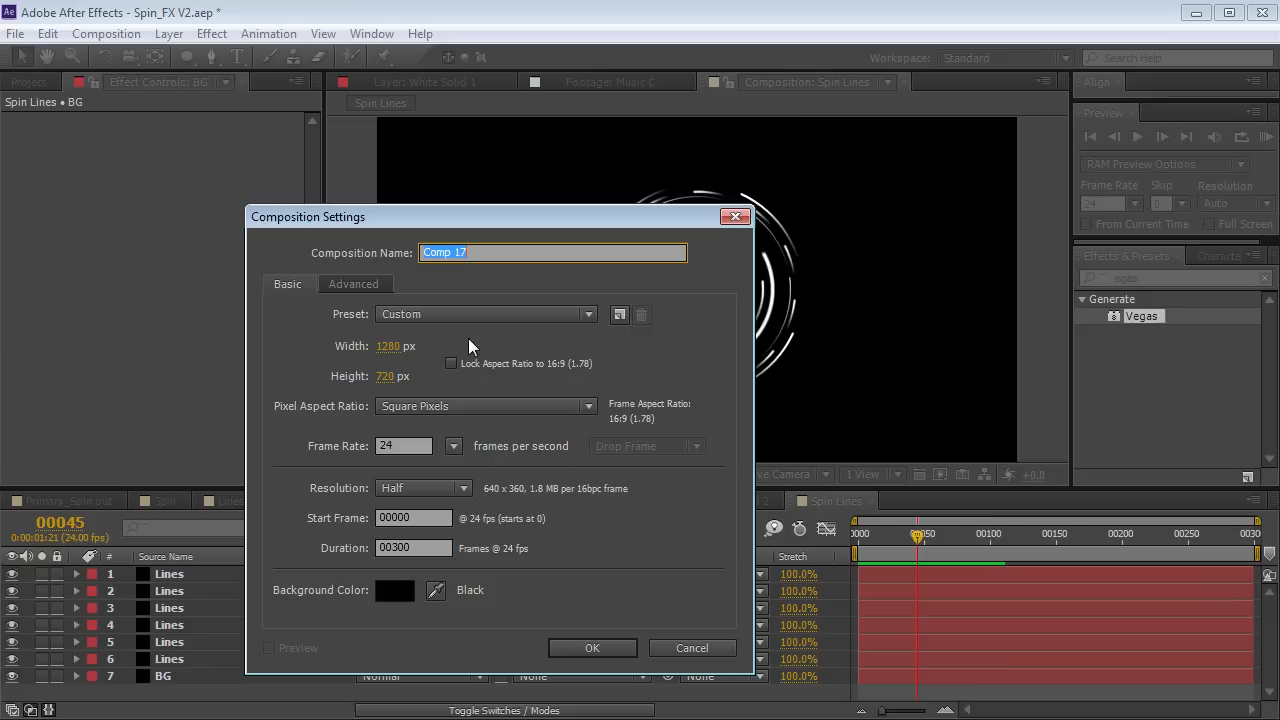 Adobe After Effects - Spin_FX V2.aep *
File Edit Composition Layer Effect Animation View Window Help
Workspace: Standard Search Help
Project Effect Controls: BG Layer: White Solid 1 Footage: Music C Composition: Spin Lines Align
Spin Lines • BG Spin Lines
Preview
RAM Preview Options
Frame Rate Skip Resolution
24 0 Auto
From Current Time Full Screen
Effects & Presets Characte
egas
Generate
Vegas
Composition Settings
Composition Name: Comp 17
Basic Advanced
Preset: Custom
Width: 1280 px
Lock Aspect Ratio to 16:9 (1.78)
Height: 720 px
Pixel Aspect Ratio: Square Pixels Frame Aspect Ratio:
16:9 (1.78)
Frame Rate: 24 frames per second Drop Frame
Resolution: Half 640 x 360, 1.8 MB per 16bpc frame
Start Frame: 00000 @ 24 fps (starts at 0)
Duration: 00300 Frames @ 24 fps
Background Color: Black
Preview OK Cancel
ve Camera 1 View +0.0
Primary_Spin out Spin Lines 2 Spin Lines
00045
0:00:01:21 (24.00 fps)
0000 00050 00100 00150 00200 00250 0030
# Source Name Stretch
1 Lines 100.0%
2 Lines 100.0%
3 Lines 100.0%
4 Lines 100.0%
5 Lines 100.0%
6 Lines 100.0%
7 BG Normal None None 100.0%
Toggle Switches / Modes